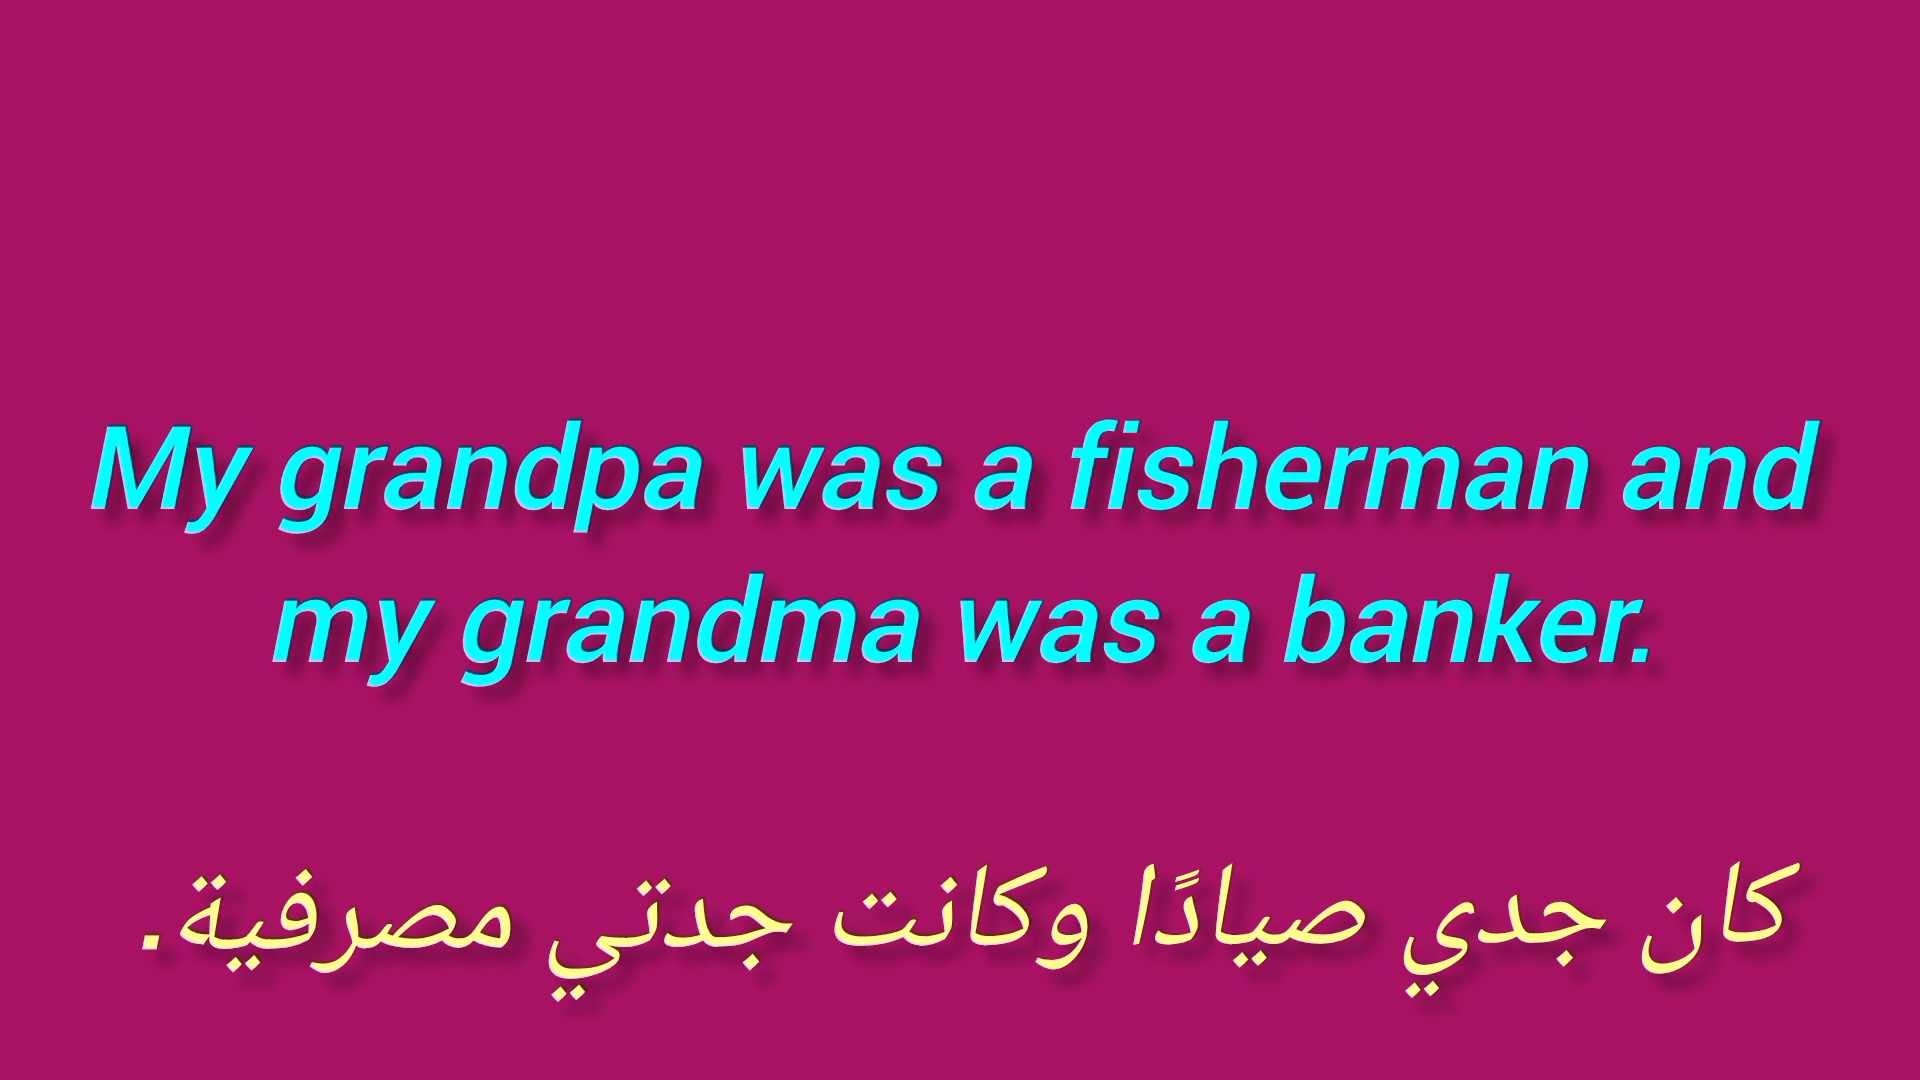 My grandpa was a fisherman and
my grandma was a banker.
كان جدي صيادًا وكانت جدتي مصرفية.